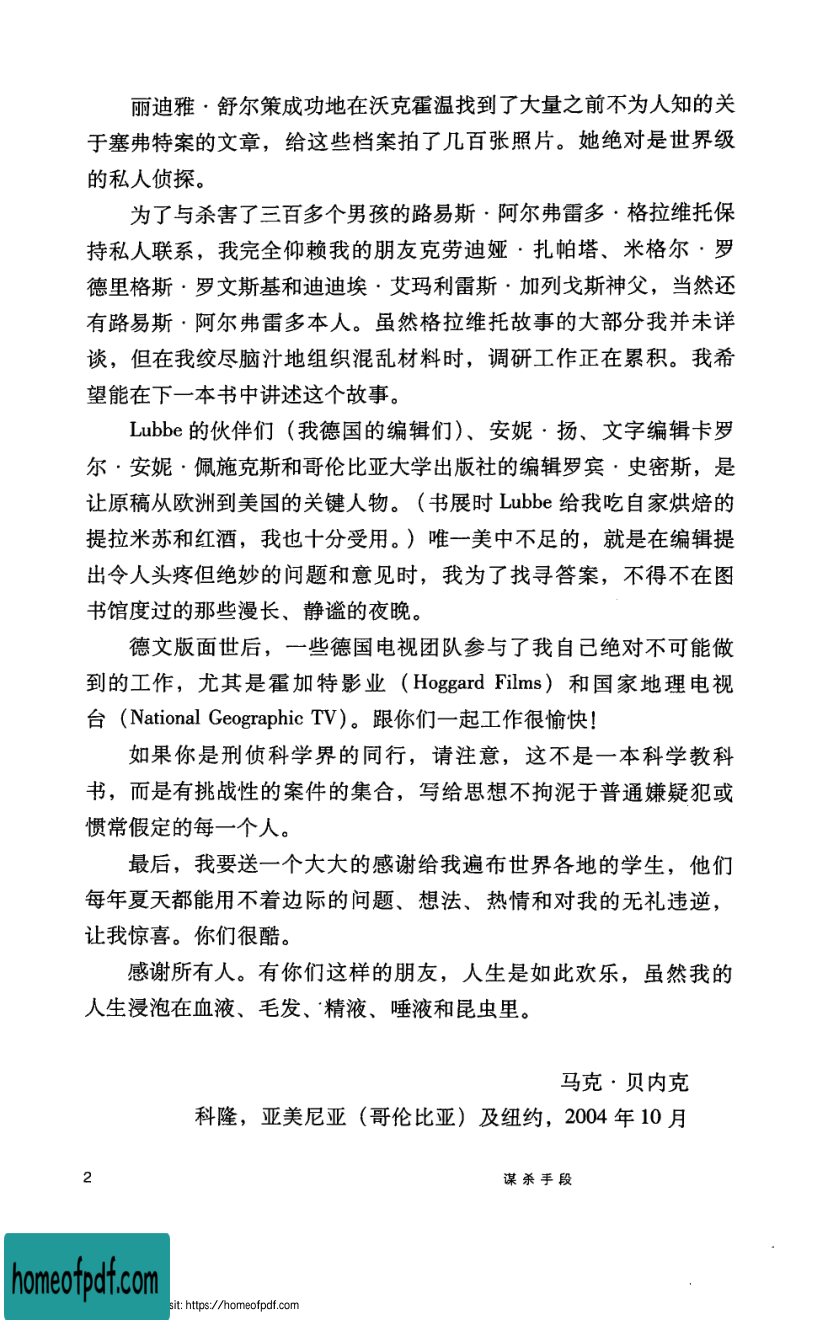 丽迪雅·舒尔策成功地在沃克霍温找到了大量之前不为人知的关
于塞弗特案的文章，给这些档案拍了几百张照片。她绝对是世界级
的私人侦探。
为了与杀害了三百多个男孩的路易斯·阿尔弗雷多·格拉维托保
持私人联系，我完全仰赖我的朋友克劳迪娅·扎帕塔、米格尔·罗
德里格斯·罗文斯基和迪迪埃·艾玛利雷斯·加列戈斯神父，当然还
有路易斯·阿尔弗雷多本人。虽然格拉维托故事的大部分我并未详
谈，但在我绞尽脑汁地组织混乱材料时，调研工作正在累积。我希
望能在下一本书中讲述这个故事。
Lubbe 的伙伴们（我德国的编辑们）、安妮·扬、文字编辑卡罗
尔·安妮·佩施克斯和哥伦比亚大学出版社的编辑罗宾·史密斯，是
让原稿从欧洲到美国的关键人物。（书展时 Lubbe 给我吃自家烘焙的
提拉米苏和红酒，我也十分受用。）唯一美中不足的，就是在编辑提
出令人头疼但绝妙的问题和意见时，我为了找寻答案，不得不在图
书馆度过的那些漫长、静谧的夜晚。
德文版面世后，一些德国电视团队参与了我自己绝对不可能做
到的工作，尤其是霍加特影业（Hoggard Films）和国家地理电视
台（National Geographic TV）。跟你们一起工作很愉快！
如果你是刑侦科学界的同行，请注意，这不是一本科学教科
书，而是有挑战性的案件的集合，写给思想不拘泥于普通嫌疑犯或
惯常假定的每一个人。
最后，我要送一个大大的感谢给我遍布世界各地的学生，他们
每年夏天都能用不着边际的问题、想法、热情和对我的无礼违逆，
让我惊喜。你们很酷。
感谢所有人。有你们这样的朋友，人生是如此欢乐，虽然我的
人生浸泡在血液、毛发、精液、唾液和昆虫里。
马克·贝内克
科隆，亚美尼亚（哥伦比亚）及纽约，2004 年 10 月
2 谋杀手段
homeofpdf.com
sit: https://homeofpdf.com